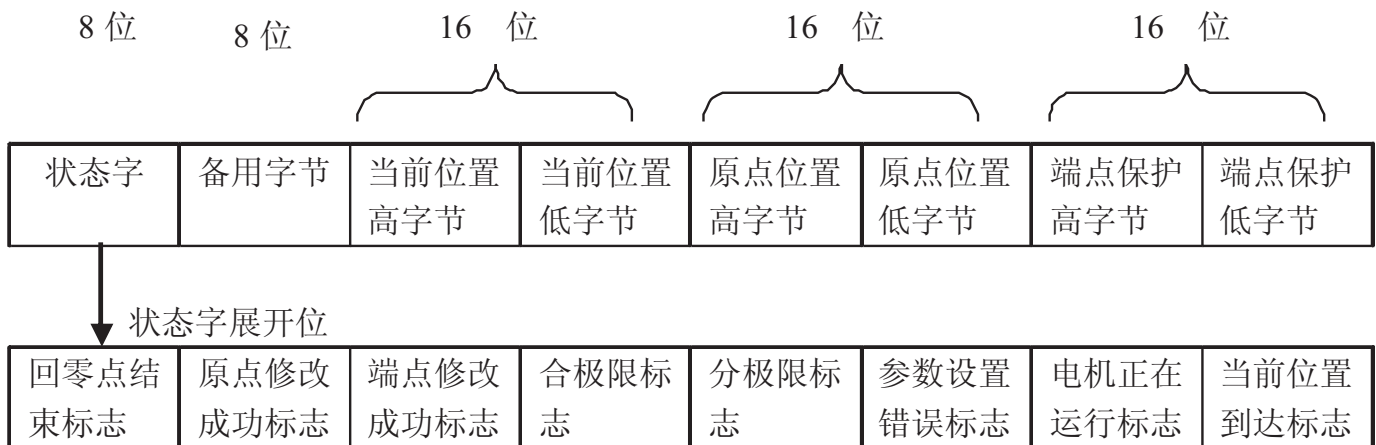 8位 8位 16 位 16 位 16 位
状态字 备用字节 当前位置 当前位置 原点位置 原点位置 端点保护 端点保护
高字节 低字节 高字节 低字节 高字节 低字节
状态字展开位
回零点结 原点修改 端点修改 合极限标 分极限标 参数设置 电机正在 当前位置
束标志 成功标志 成功标志 志 志 错误标志 运行标志 到达标志